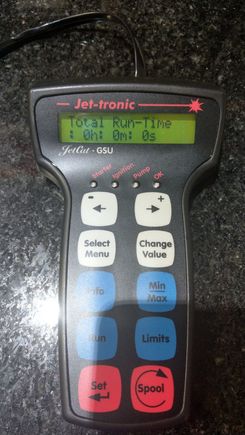 Jet-tronic
Total Run-Time
: 0h: 0m: 0s
JetCat - GSU
Starter Ignition Pump OK
- +
Select Menu
Change Value
Info
Min/Max
Run
Limits
Set
Spool